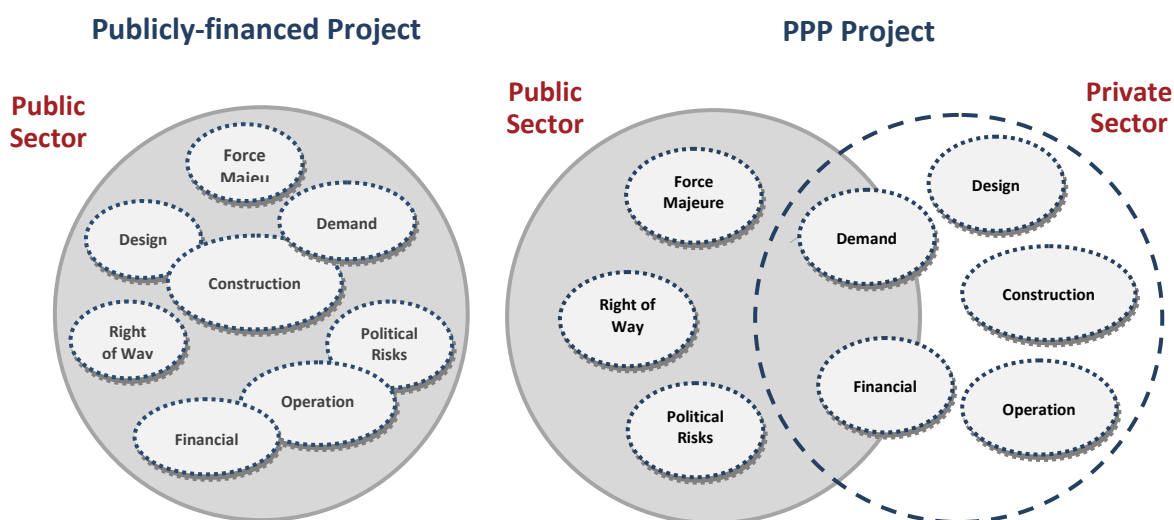 Publicly-financed Project
PPP Project
Public
Sector
Force
Majeu
Demand
Design
Construction
Right
of Way
Political
Risks
Operation
Financial
Public
Sector
Private
Sector
Force
Majeure
Design
Demand
Right of
Way
Construction
Financial
Political
Risks
Operation